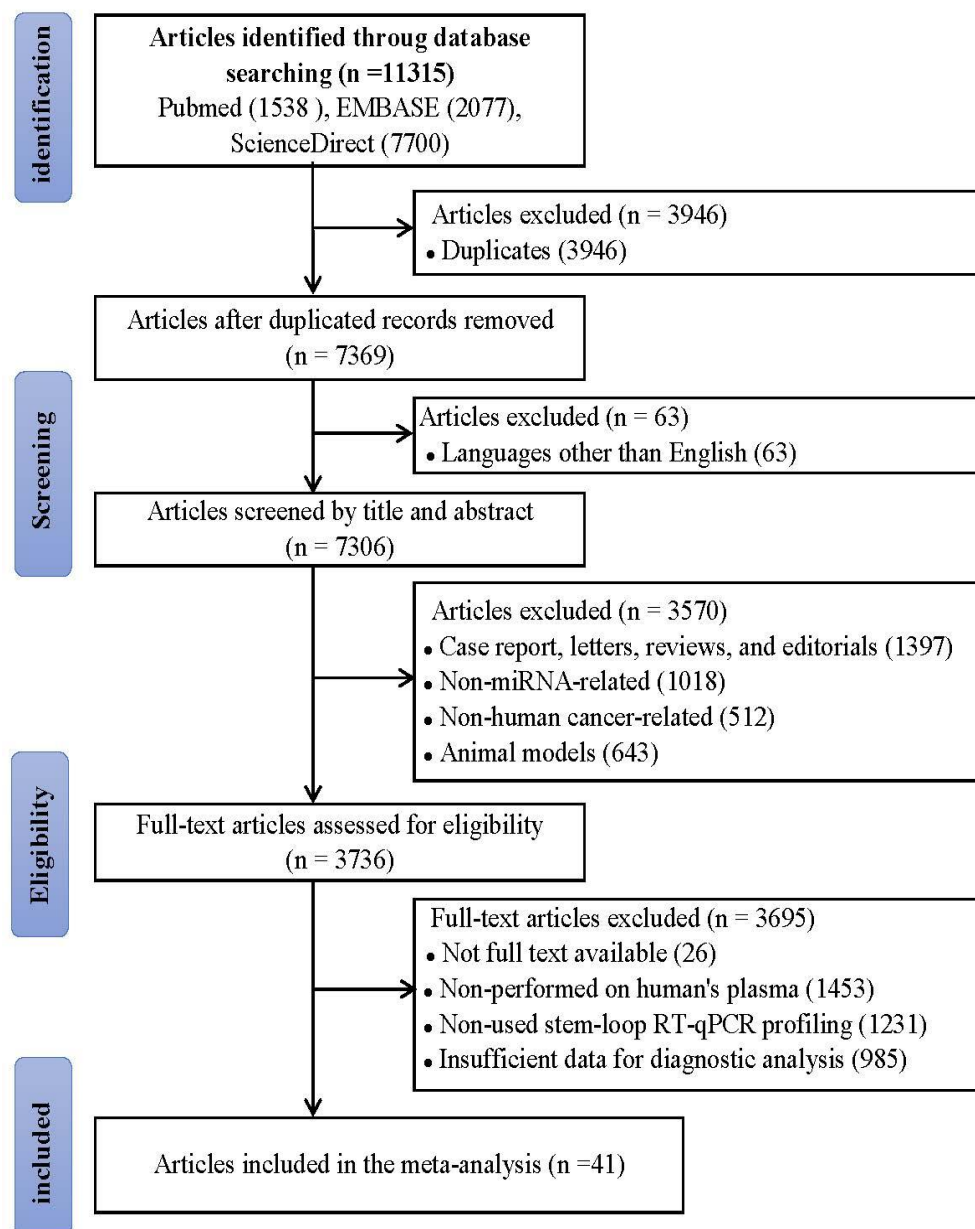 identification
Articles identified throug database
searching (n =11315)
Pubmed (1538 ), EMBASE (2077),
ScienceDirect (7700)
Articles excluded (n = 3946)
• Duplicates (3946)
Articles after duplicated records removed
(n = 7369)
Screening
Articles excluded (n = 63)
• Languages other than English (63)
Articles screened by title and abstract
(n = 7306)
Articles excluded (n = 3570)
• Case report, letters, reviews, and editorials (1397)
• Non-miRNA-related (1018)
• Non-human cancer-related (512)
• Animal models (643)
Eligibility
Full-text articles assessed for eligibility
(n = 3736)
Full-text articles excluded (n = 3695)
• Not full text available (26)
• Non-performed on human's plasma (1453)
• Non-used stem-loop RT-qPCR profiling (1231)
• Insufficient data for diagnostic analysis (985)
included
Articles included in the meta-analysis (n =41)